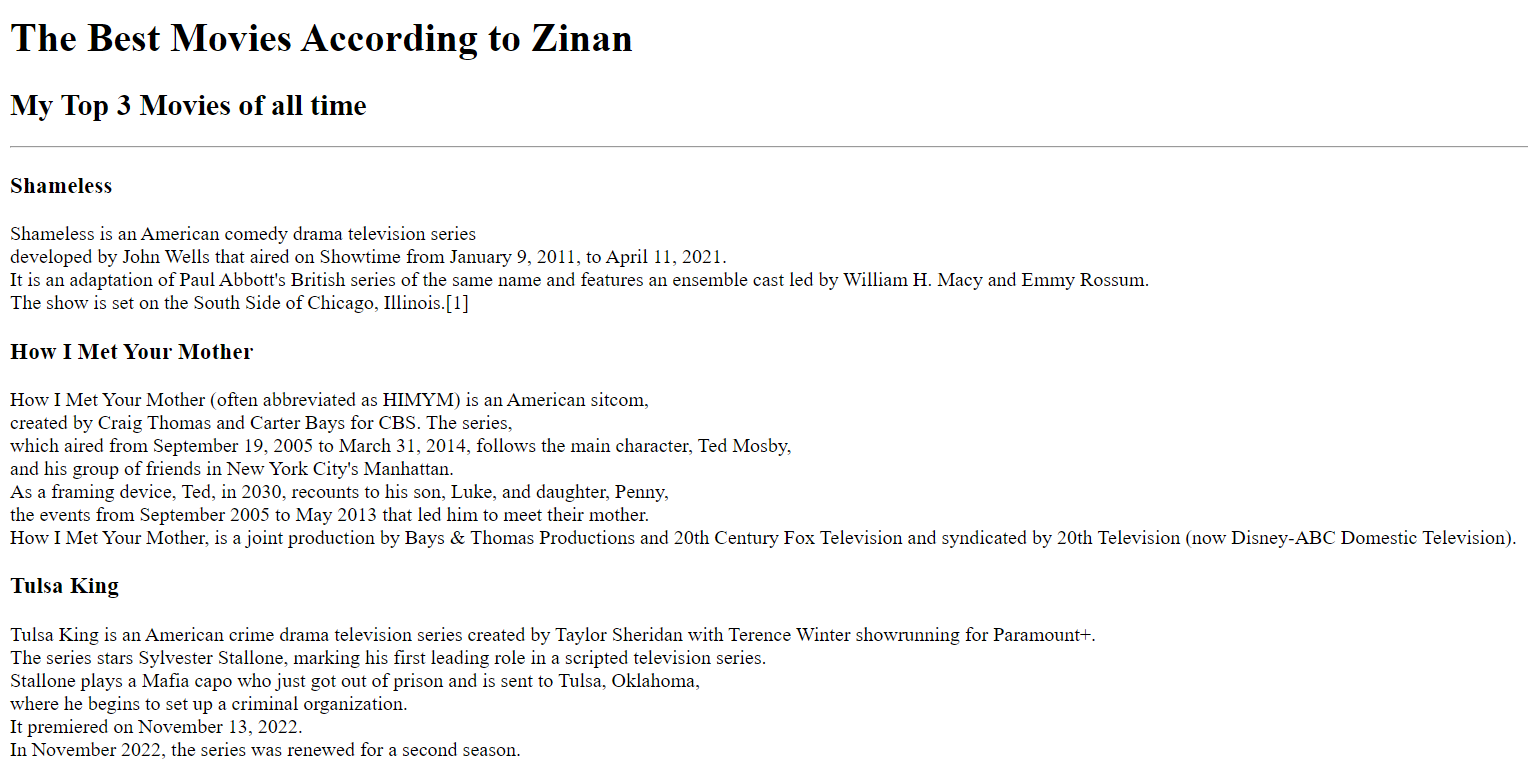 The Best Movies According to Zinan
My Top 3 Movies of all time
Shameless
Shameless is an American comedy drama television series
developed by John Wells that aired on Showtime from January 9, 2011, to April 11, 2021.
It is an adaptation of Paul Abbott's British series of the same name and features an ensemble cast led by William H. Macy and Emmy Rossum.
The show is set on the South Side of Chicago, Illinois.[1]
How I Met Your Mother
How I Met Your Mother (often abbreviated as HIMYM) is an American sitcom,
created by Craig Thomas and Carter Bays for CBS. The series,
which aired from September 19, 2005 to March 31, 2014, follows the main character, Ted Mosby,
and his group of friends in New York City's Manhattan.
As a framing device, Ted, in 2030, recounts to his son, Luke, and daughter, Penny,
the events from September 2005 to May 2013 that led him to meet their mother.
How I Met Your Mother, is a joint production by Bays & Thomas Productions and 20th Century Fox Television and syndicated by 20th Television (now Disney-ABC Domestic Television).
Tulsa King
Tulsa King is an American crime drama television series created by Taylor Sheridan with Terence Winter showrunning for Paramount+.
The series stars Sylvester Stallone, marking his first leading role in a scripted television series.
Stallone plays a Mafia capo who just got out of prison and is sent to Tulsa, Oklahoma,
where he begins to set up a criminal organization.
It premiered on November 13, 2022.
In November 2022, the series was renewed for a second season.